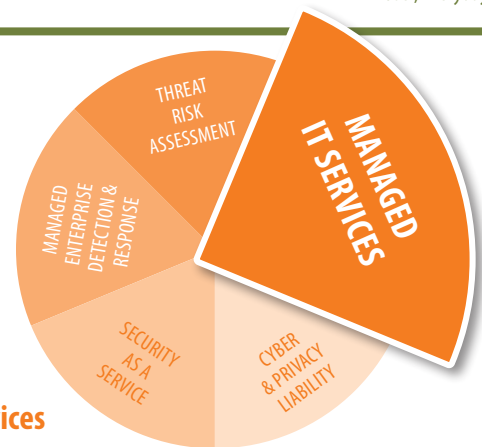 THREAT
RISK
ASSESSMENT
MANAGED
IT SERVICES
MANAGED
ENTERPRISE
DETECTION &
RESPONSE
SECURITY
AS A
SERVICE
CYBER
& PRIVACY
LIABILITY
ices